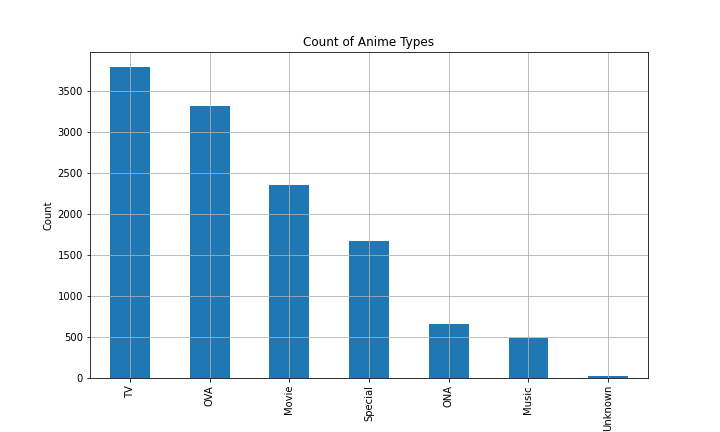 Count of Anime Types
Count
3500
3000
2500
2000
1500
1000
500
0
TV
OVA
Movie
Special
ONA
Music
Unknown